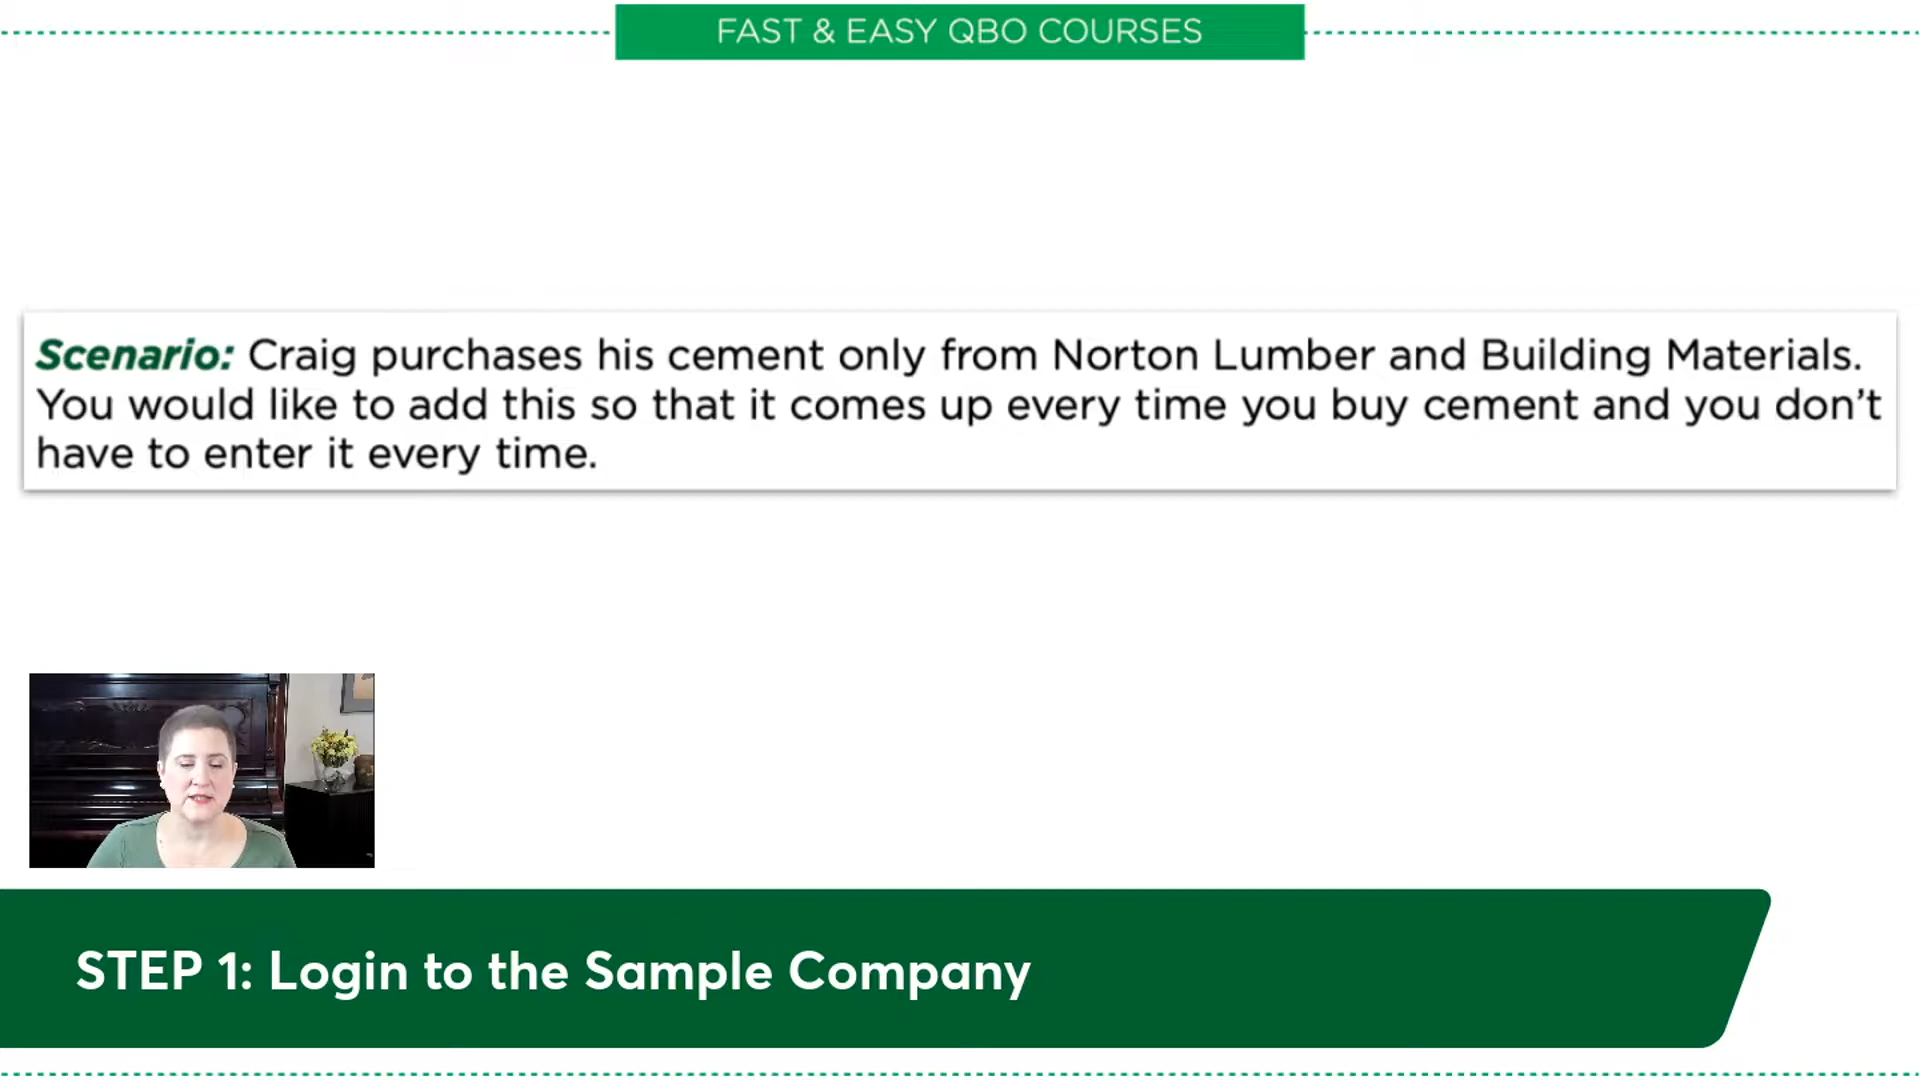 FAST & EASY QBO COURSES
Scenario: Craig purchases his cement only from Norton Lumber and Building Materials.
You would like to add this so that it comes up every time you buy cement and you don’t
have to enter it every time.
STEP 1: Login to the Sample Company